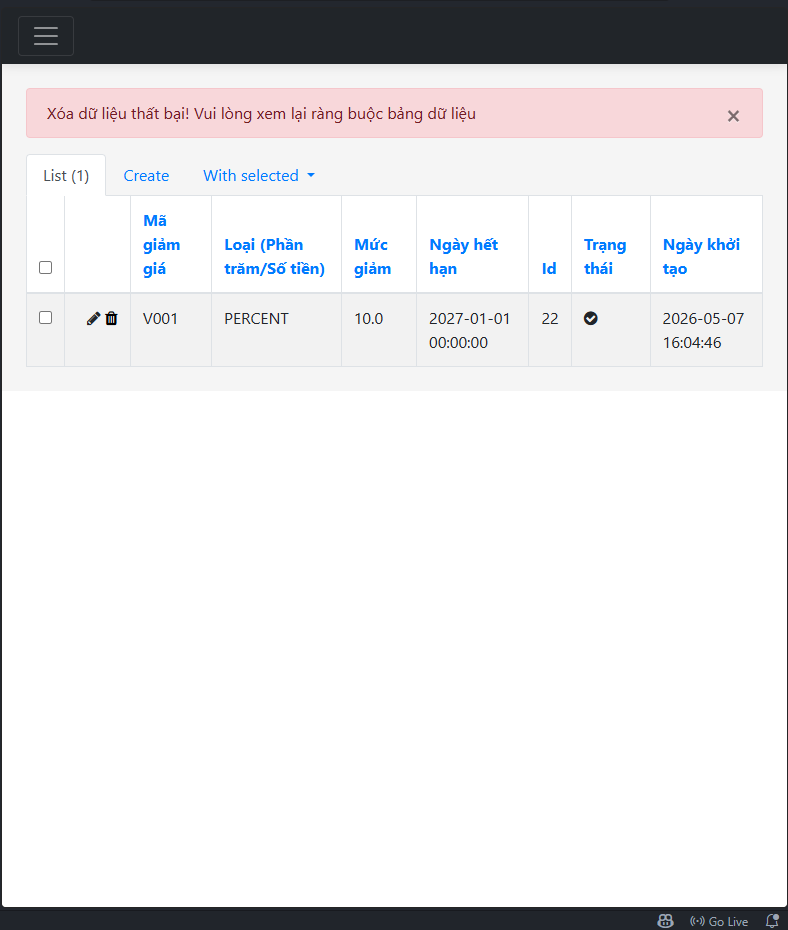 Xóa dữ liệu thất bại! Vui lòng xem lại ràng buộc bảng dữ liệu
×
List (1)
Create
With selected
Mã
giảm
giá
Loại (Phần
trăm/Số tiền)
Mức
giảm
Ngày hết
hạn
Id
Trạng
thái
Ngày khởi
tạo
V001
PERCENT
10.0
2027-01-01
00:00:00
22
2026-05-07
16:04:46
Go Live